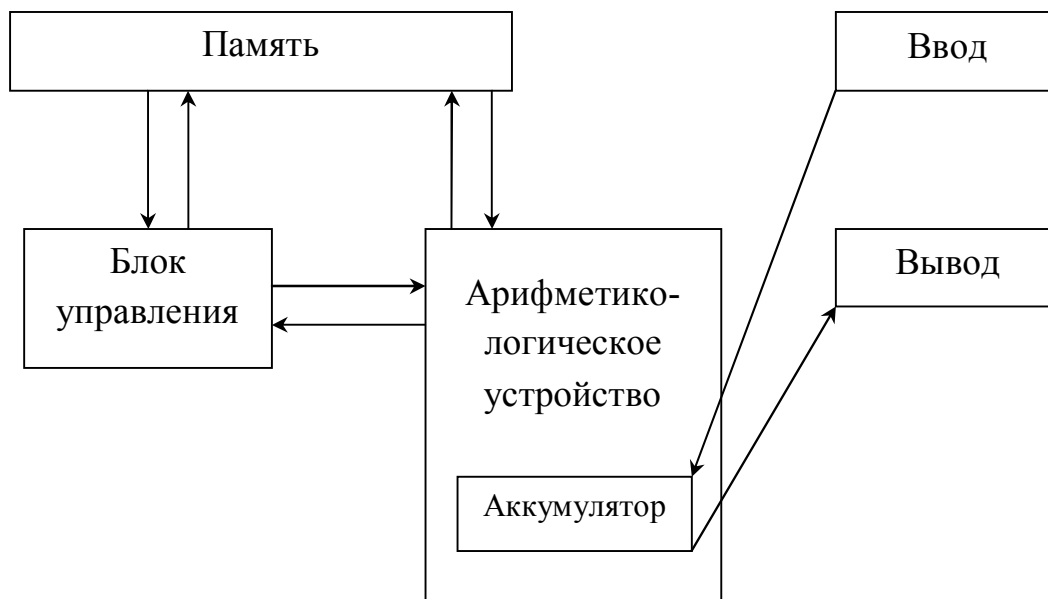 Память
Ввод
Блок
управления
Арифметико-
логическое
устройство
Вывод
Аккумулятор